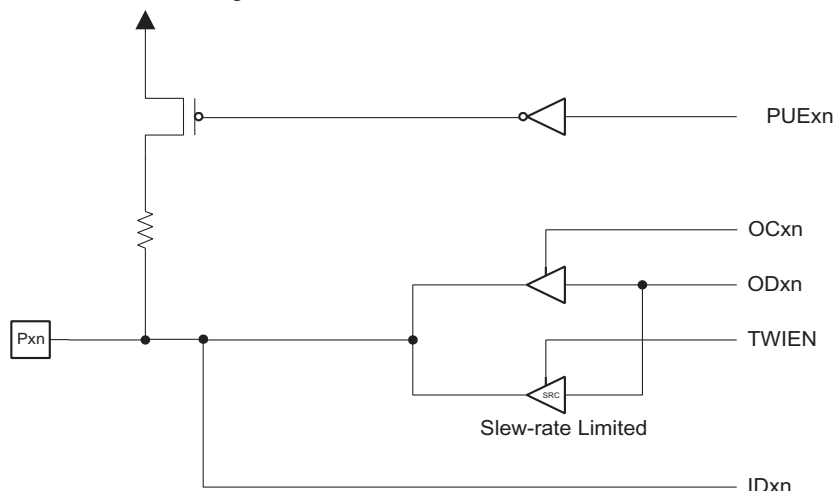 PUExn
OCxn
ODxn
Pxn
TWIEN
SRC
Slew-rate Limited
IDxn